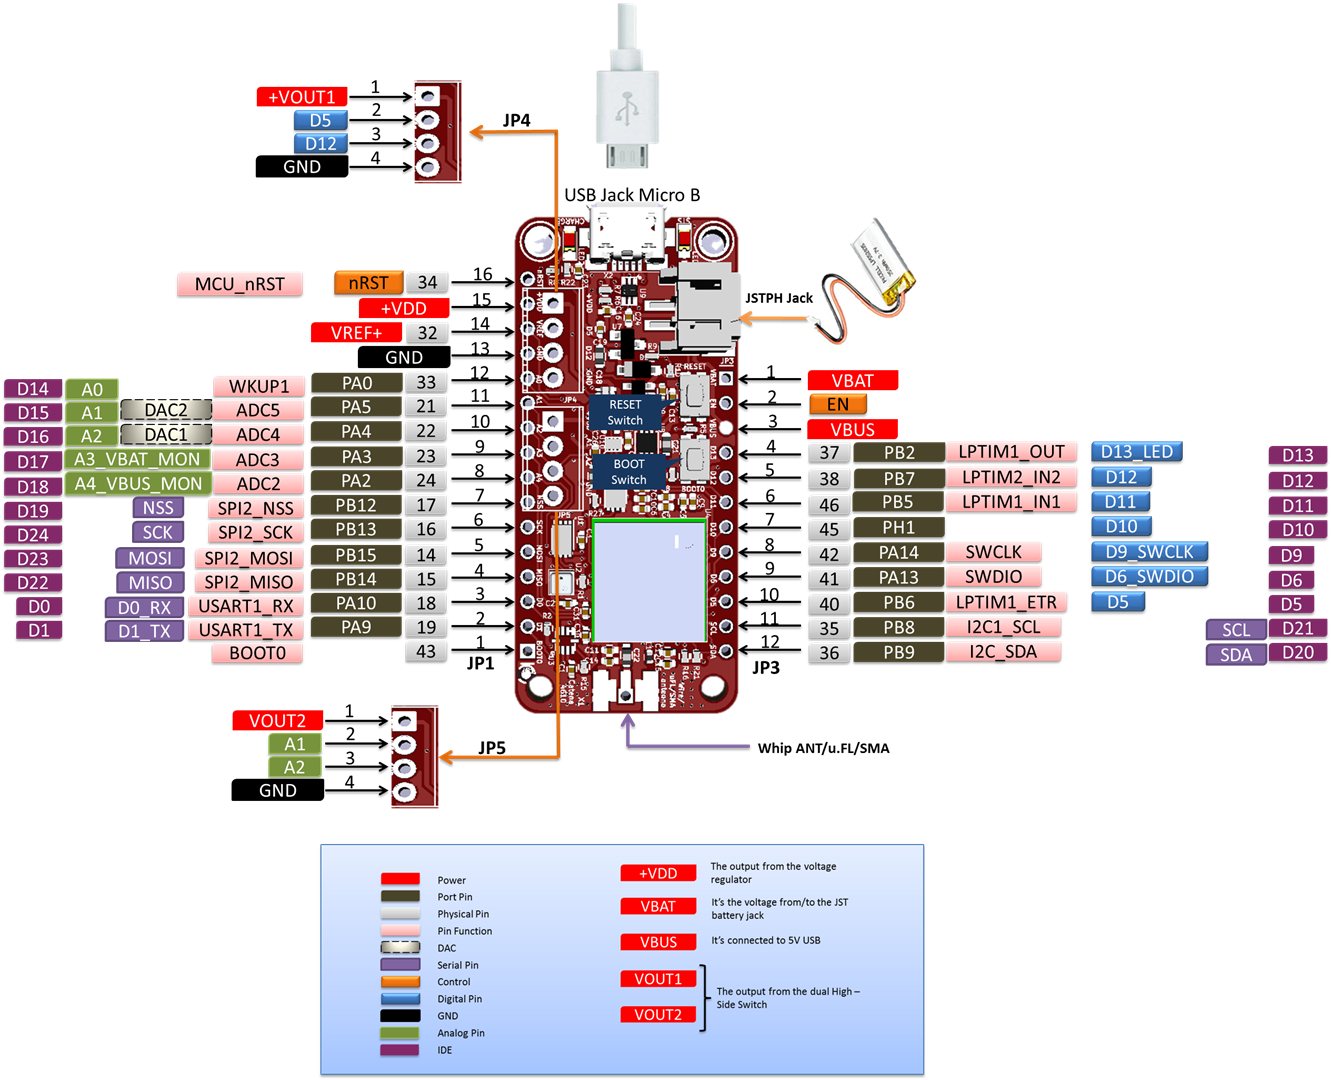 +VOUT1 1
D5 2
D12 3
GND 4
JP4
USB Jack Micro B
JSTPH Jack
MCU_nRST nRST 34 16
+VDD 15
VREF+ 32 14
GND 13
D14 A0 WKUP1 PA0 33 12
D15 A1 DAC2 ADC5 PA5 21 11
D16 A2 DAC1 ADC4 PA4 22 10
D17 A3_VBAT_MON ADC3 PA3 23 9
D18 A4_VBUS_MON ADC2 PA2 24 8
D19 NSS SPI2_NSS PB12 17 7
D24 SCK SPI2_SCK PB13 16 6
D23 MOSI SPI2_MOSI PB15 14 5
D22 MISO SPI2_MISO PB14 15 4
D0 D0_RX USART1_RX PA10 18 3
D1 D1_TX USART1_TX PA9 19 2
BOOT0 43 1
JP1
RESET
RESET
Switch
BOOT
Switch
BOOT0
JP4
JP5
1 VBAT
2 EN
3 VBUS
4 37 PB2 LPTIM1_OUT D13_LED D13
5 38 PB7 LPTIM2_IN2 D12 D12
6 46 PB5 LPTIM1_IN1 D11 D11
7 45 PH1 D10 D10
8 42 PA14 SWCLK D9_SWCLK D9
9 41 PA13 SWDIO D6_SWDIO D6
10 40 PB6 LPTIM1_ETR D5 D5
11 35 PB8 I2C1_SCL SCL D21
12 36 PB9 I2C_SDA SDA D20
JP3
VOUT2 1
A1 2
A2 3
GND 4
JP5
Whip ANT/u.FL/SMA
Power
Port Pin
Physical Pin
Pin Function
DAC
Serial Pin
Control
Digital Pin
GND
Analog Pin
IDE
+VDD The output from the voltage
regulator
VBAT It's the voltage from/to the JST
battery jack
VBUS It's connected to 5V USB
VOUT1
VOUT2
The output from the dual High –
Side Switch